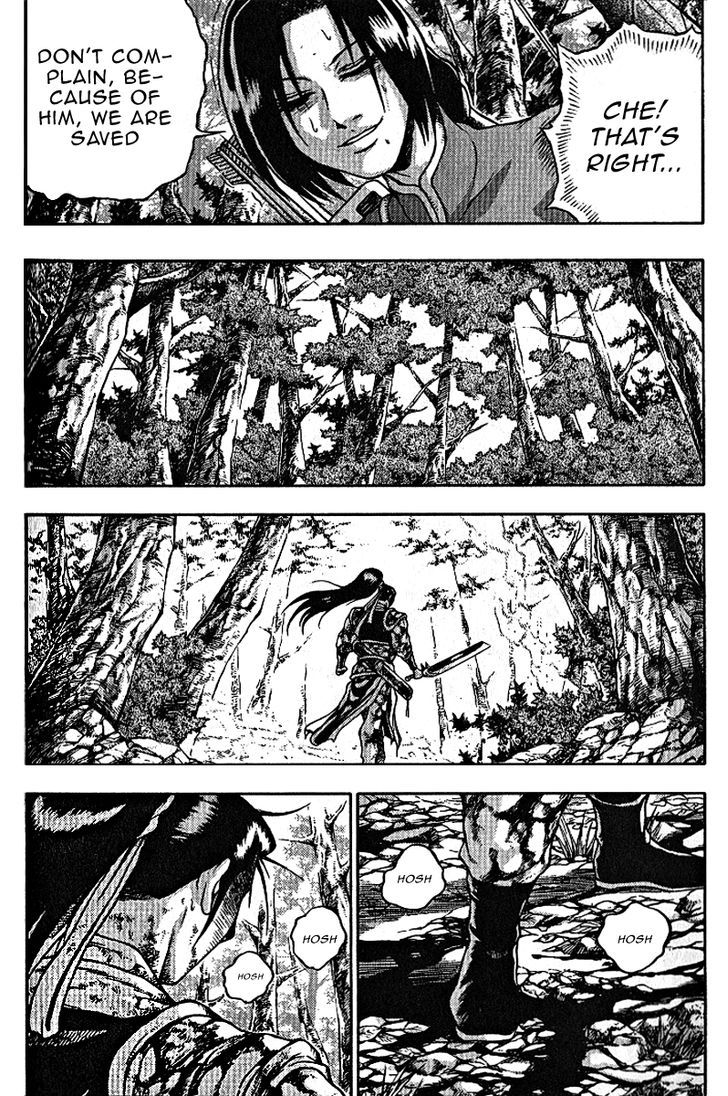 CHE!
THAT'S
RIGHT...
DON'T COM-
PLAIN, BE-
CAUSE OF
HIM, WE ARE
SAVED
HOSH
HOSH
HOSH
HOSH